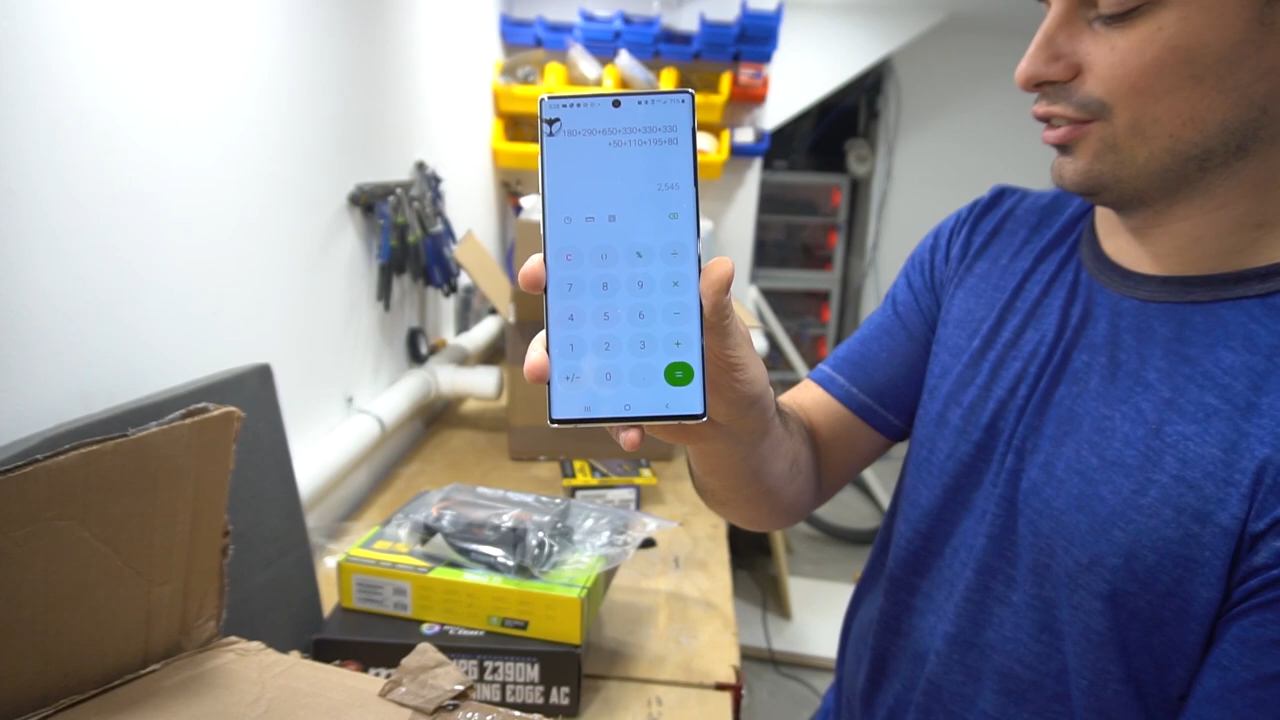 180+290+650+330+330+330
+50+110+195+80
2,545
C () % ÷
7 8 9 ×
4 5 6 −
1 2 3 +
+/− 0 . =
Z390M
EDGE AC